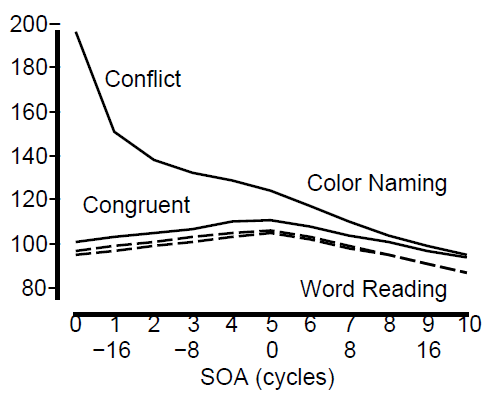 200
180
160
140
120
100
80
Conflict
Color Naming
Congruent
Word Reading
0 1 2 3 4 5 6 7 8 9 10
−16 −8 0 8 16
SOA (cycles)